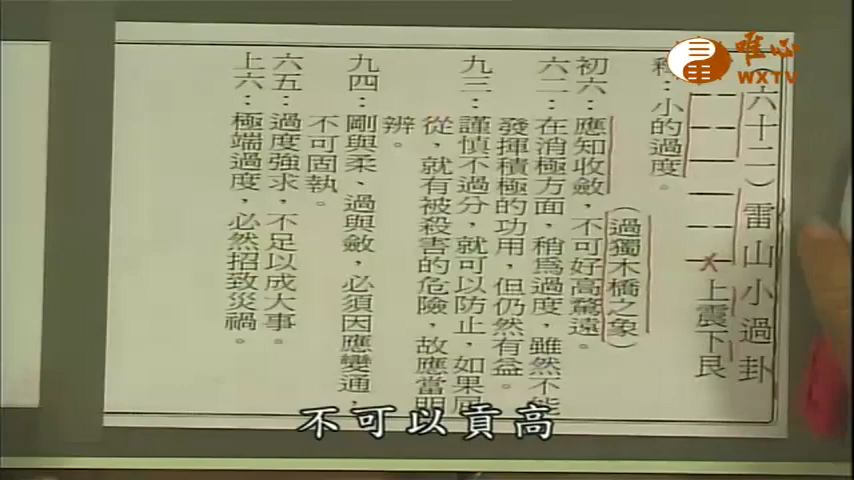 唯心
WXTV
(六十二)雷山小過卦
上震下艮
釋:小的過度。
(過獨木橋之象)
初六:應知收斂,不可好高騖遠。
六二:在消極方面,稍為過度,雖然不能
發揮積極的功用,但仍然有益。
九三:謹慎不過分,就可以防止,如果屈
從,就有被殺害的危險,故應當明
辨。
九四:剛與柔、過與斂,必須因應變通,
不可固執。
六五:過度強求,不足以成大事。
上六:極端過度,必然招致災禍。
不可以貢高